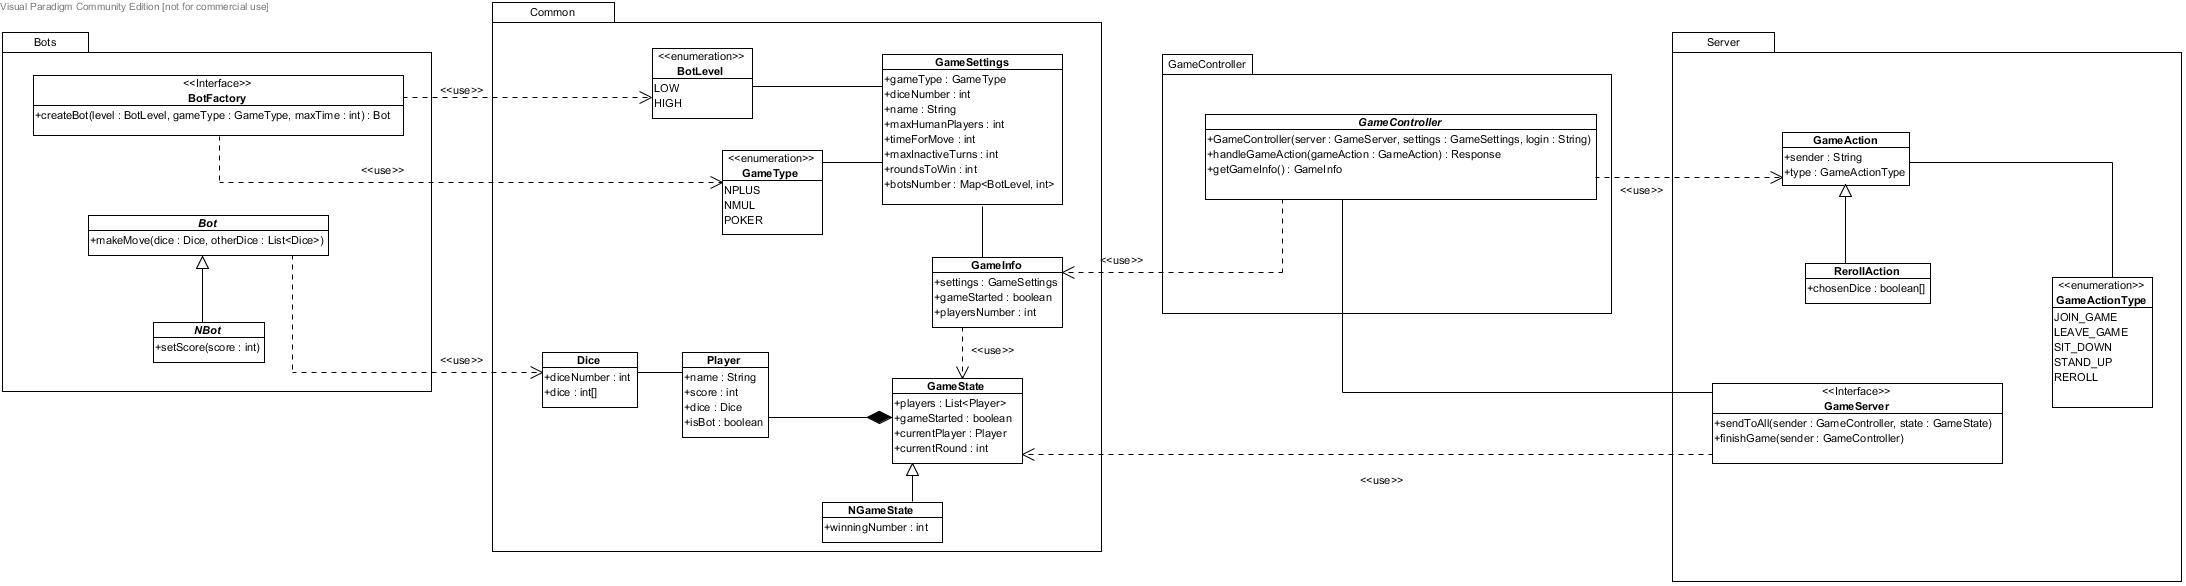 Visual Paradigm Community Edition [not for commercial use]
Bots
<<Interface>>
BotFactory
+createBot(level : BotLevel, gameType : GameType, maxTime : int) : Bot
Bot
+makeMove(dice : Dice, otherDice : List<Dice>)
NBot
+setScore(score : int)
<<use>>
<<use>>
<<use>>
Common
<<enumeration>>
BotLevel
LOW
HIGH
<<enumeration>>
GameType
NPLUS
NMUL
POKER
GameSettings
+gameType : GameType
+diceNumber : int
+name : String
+maxHumanPlayers : int
+timeForMove : int
+maxInactiveTurns : int
+roundsToWin : int
+botsNumber : Map<BotLevel, int>
GameInfo
+settings : GameSettings
+gameStarted : boolean
+playersNumber : int
<<use>>
Dice
+diceNumber : int
+dice : int[]
Player
+name : String
+score : int
+dice : Dice
+isBot : boolean
GameState
+players : List<Player>
+gameStarted : boolean
+currentPlayer : Player
+currentRound : int
NGameState
+winningNumber : int
<<use>>
GameController
GameController
+GameController(server : GameServer, settings : GameSettings, login : String)
+handleGameAction(gameAction : GameAction) : Response
+getGameInfo() : GameInfo
<<use>>
<<use>>
Server
GameAction
+sender : String
+type : GameActionType
RerollAction
+chosenDice : boolean[]
<<enumeration>>
GameActionType
JOIN_GAME
LEAVE_GAME
SIT_DOWN
STAND_UP
REROLL
<<Interface>>
GameServer
+sendToAll(sender : GameController, state : GameState)
+finishGame(sender : GameController)